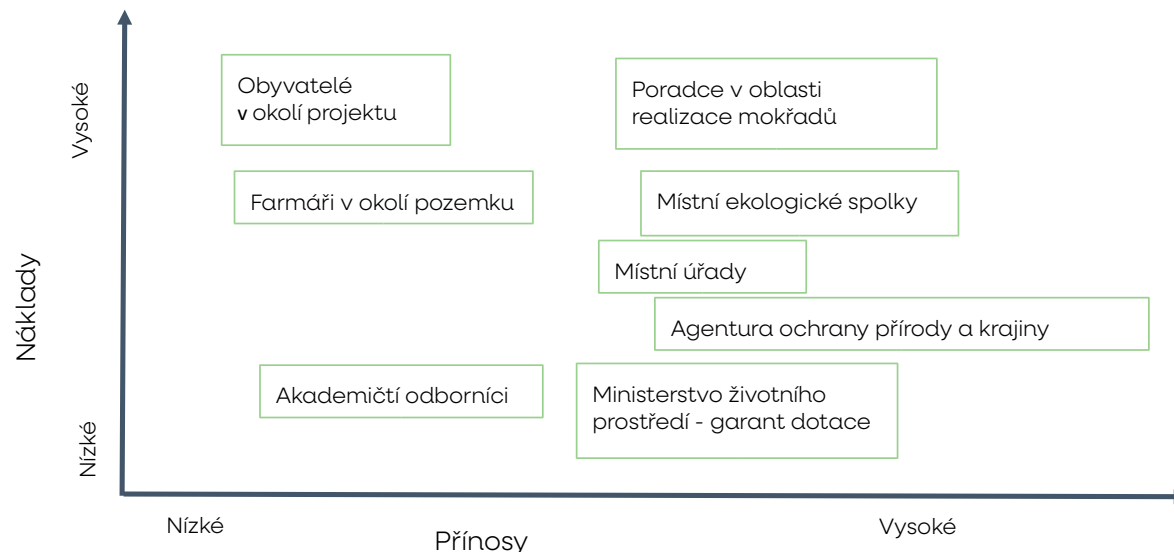 Vysoké
Náklady
Nízké
Obyvatelé
v okolí projektu
Poradce v oblasti
realizace mokřadů
Farmáři v okolí pozemku
Místní ekologické spolky
Místní úřady
Agentura ochrany přírody a krajiny
Akademičtí odborníci
Ministerstvo životního
prostředí - garant dotace
Nízké
Přínosy
Vysoké